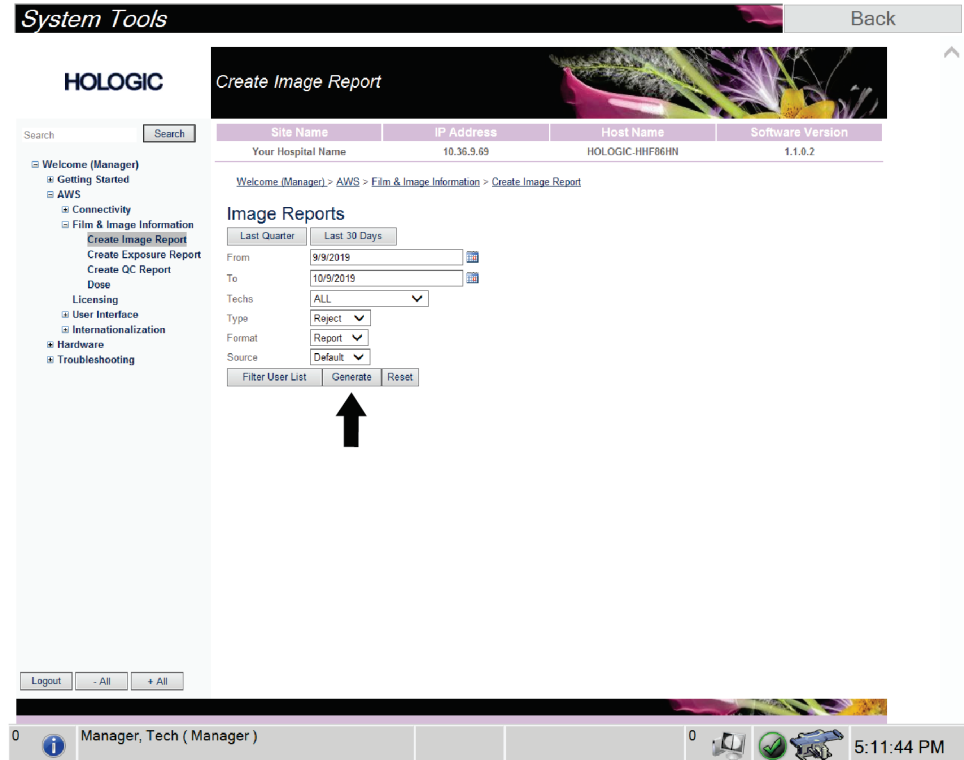 System Tools
Back
HOLOGIC
Create Image Report
Search
Search
Site Name IP Address Host Name Software Version
Your Hospital Name 10.36.9.69 HOLOGIC-HHF86HN 1.1.0.2
Welcome (Manager)
Getting Started
AWS
Connectivity
Film & Image Information
Create Image Report
Create Exposure Report
Create QC Report
Dose
Licensing
User Interface
Internationalization
Hardware
Troubleshooting
Welcome (Manager) > AWS > Film & Image Information > Create Image Report
Image Reports
Last Quarter Last 30 Days
From 9/9/2019
To 10/9/2019
Techs ALL
Type Reject
Format Report
Source Default
Filter User List Generate Reset
Logout - All + All
0 Manager, Tech ( Manager ) 0 5:11:44 PM